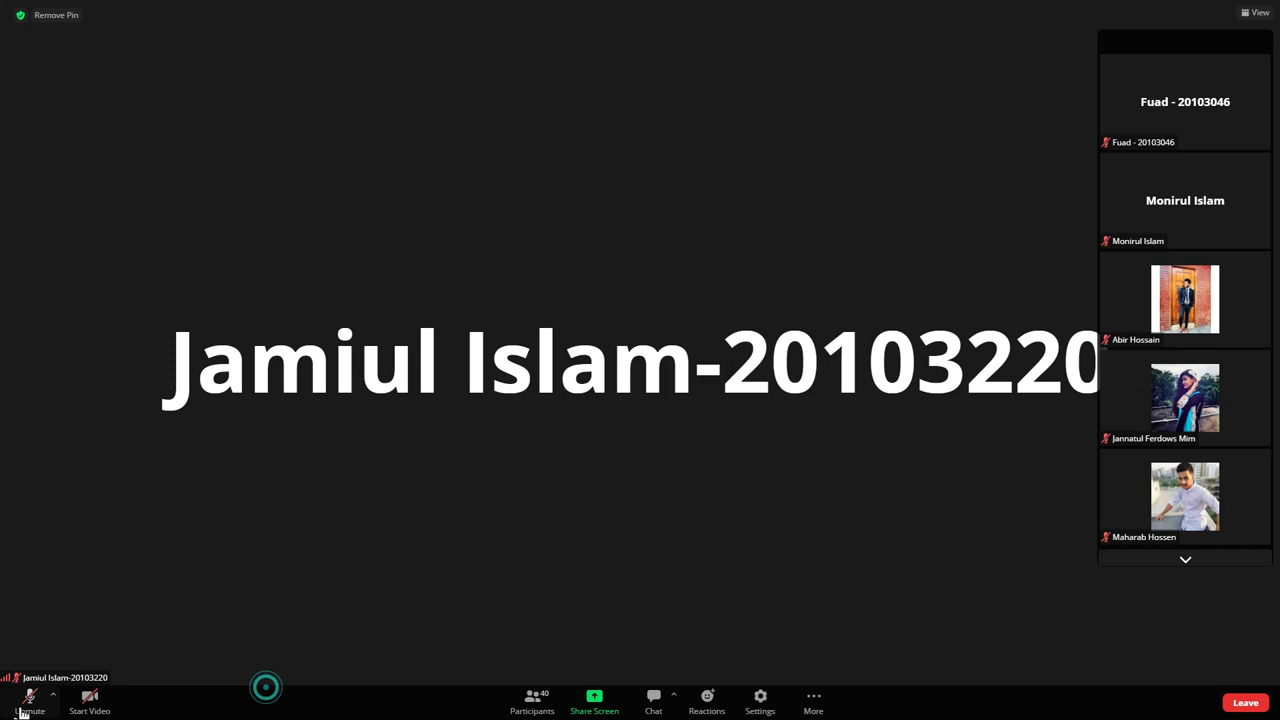 Remove Pin
View
Fuad - 20103046
Fuad - 20103046
Monirul Islam
Monirul Islam
Abir Hossain
Jannatul Ferdows Mim
Maharab Hossen
Jamiul Islam-20103220
Jamiul Islam-20103220
Unmute
Start Video
40
Participants
Share Screen
Chat
Reactions
Settings
More
Leave